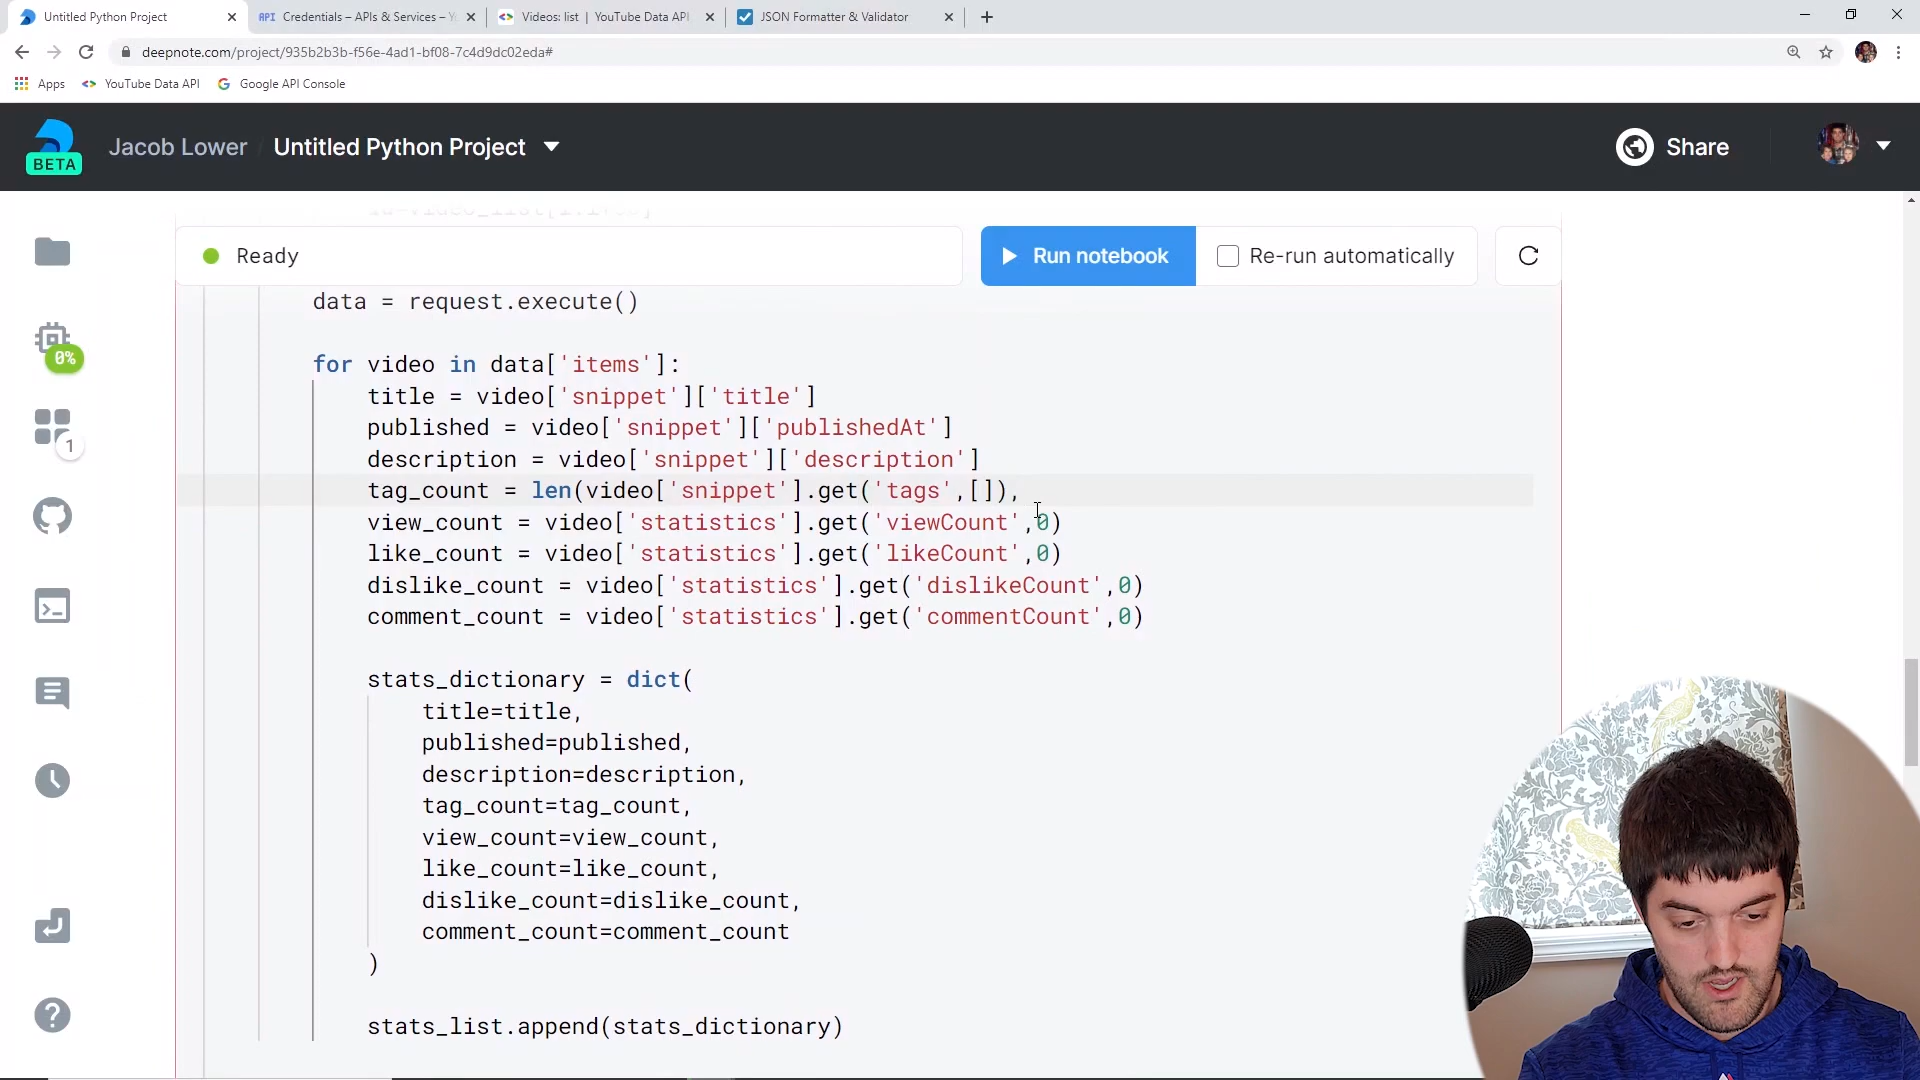 Untitled Python Project
API Credentials – APIs & Services – Y
Videos: list | YouTube Data API
JSON Formatter & Validator
deepnote.com/project/935b2b3b-f56e-4ad1-bf08-7c4d9dc02eda#
Apps
YouTube Data API
Google API Console
BETA
Jacob Lower / Untitled Python Project
Share
Ready
Run notebook
Re-run automatically
0%
1
data = request.execute()
for video in data['items']:
title = video['snippet']['title']
published = video['snippet']['publishedAt']
description = video['snippet']['description']
tag_count = len(video['snippet'].get('tags',[]),
view_count = video['statistics'].get('viewCount',0)
like_count = video['statistics'].get('likeCount',0)
dislike_count = video['statistics'].get('dislikeCount',0)
comment_count = video['statistics'].get('commentCount',0)
stats_dictionary = dict(
title=title,
published=published,
description=description,
tag_count=tag_count,
view_count=view_count,
like_count=like_count,
dislike_count=dislike_count,
comment_count=comment_count
)
stats_list.append(stats_dictionary)